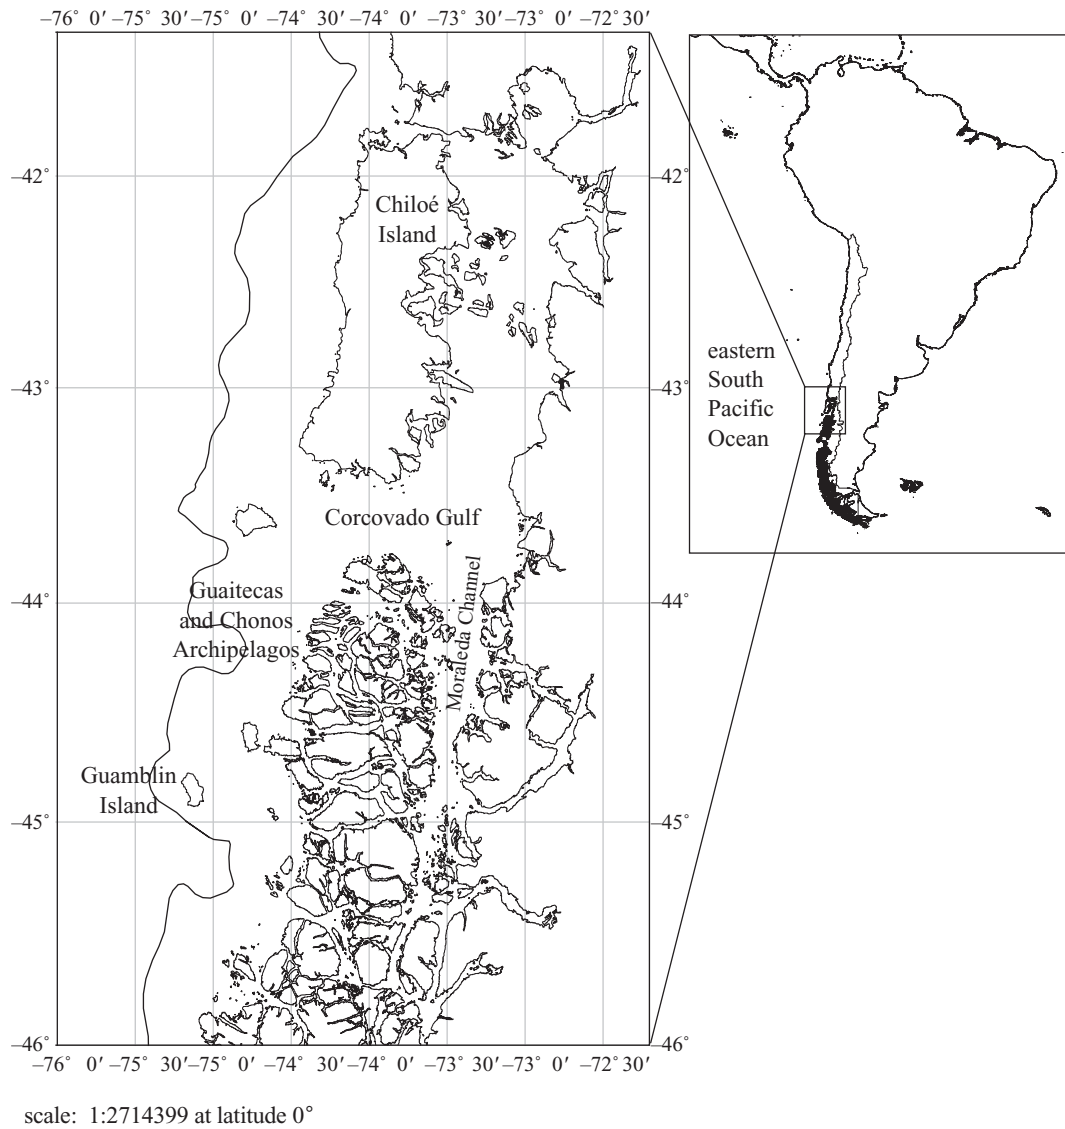 –76° 0′ –75° 30′ –75° 0′ –74° 30′ –74° 0′ –73° 30′ –73° 0′ –72° 30′
–42° –42°
Chiloé
Island
eastern
South
Pacific
Ocean
–43° –43°
Corcovado Gulf
Moraleda Channel
Guaitecas
and Chonos
Archipelagos
–44° –44°
Guamblin
Island
–45° –45°
–46° –46°
–76° 0′ –75° 30′ –75° 0′ –74° 30′ –74° 0′ –73° 30′ –73° 0′ –72° 30′
scale: 1:2714399 at latitude 0°